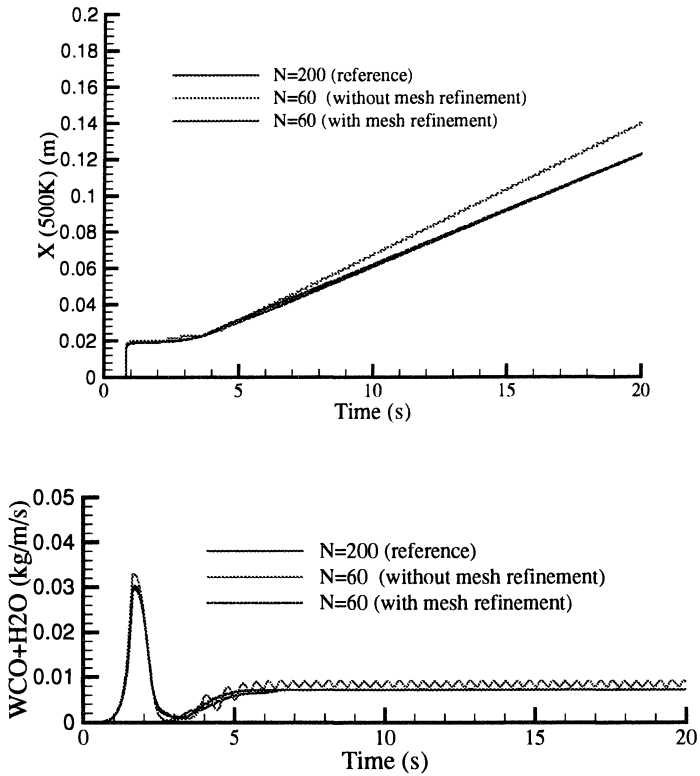 0.2
0.18
N=200 (reference)
0.16
N=60 (without mesh refinement)
N=60 (with mesh refinement)
0.14
0.12
0.1
X (500K) (m)
0.08
0.06
0.04
0.02
0
0 5 10 15 20
Time (s)
0.05
0.04
N=200 (reference)
N=60 (without mesh refinement)
0.03
N=60 (with mesh refinement)
WCO+H2O (kg/m/s)
0.02
0.01
0
0 5 10 15 20
Time (s)